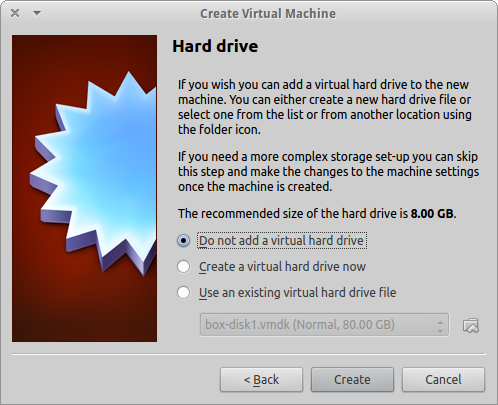 Create Virtual Machine
Hard drive
If you wish you can add a virtual hard drive to the new
machine. You can either create a new hard drive file or
select one from the list or from another location using
the folder icon.
If you need a more complex storage set-up you can skip
this step and make the changes to the machine settings
once the machine is created.
The recommended size of the hard drive is 8.00 GB.
Do not add a virtual hard drive
Create a virtual hard drive now
Use an existing virtual hard drive file
box-disk1.vmdk (Normal, 80.00 GB)
< Back
Create
Cancel